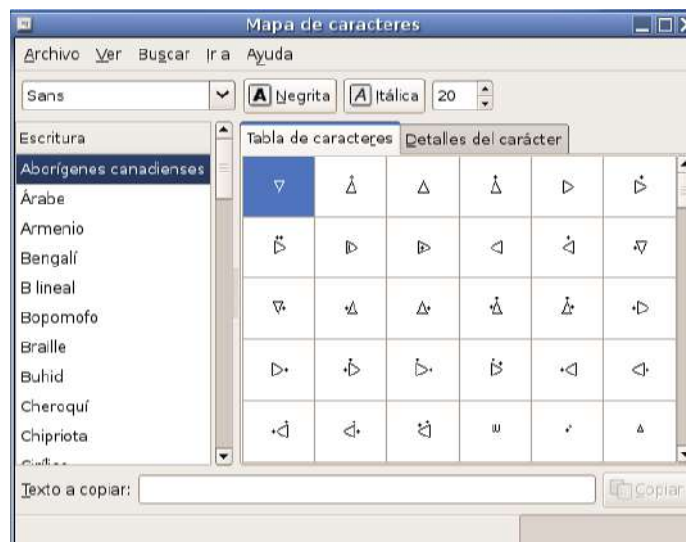 Mapa de caracteres
Archivo Ver Buscar Ir a Ayuda
Sans
A Negrita A Itálica 20
Escritura
Aborígenes canadienses
Árabe
Armenio
Bengalí
B lineal
Bopomofo
Braille
Buhid
Cheroquí
Chipriota
Tabla de caracteres Detalles del carácter
ᐁ ᐂ ᐃ ᐄ ᐅ ᐆ
ᐇ ᐈ ᐉ ᐊ ᐋ ᐌ
ᐍ ᐎ ᐏ ᐐ ᐑ ᐒ
ᐓ ᐔ ᐕ ᐖ ᐗ ᐘ
ᐙ ᐚ ᐛ ᐜ ᐝ ᐞ
Texto a copiar:
Copiar